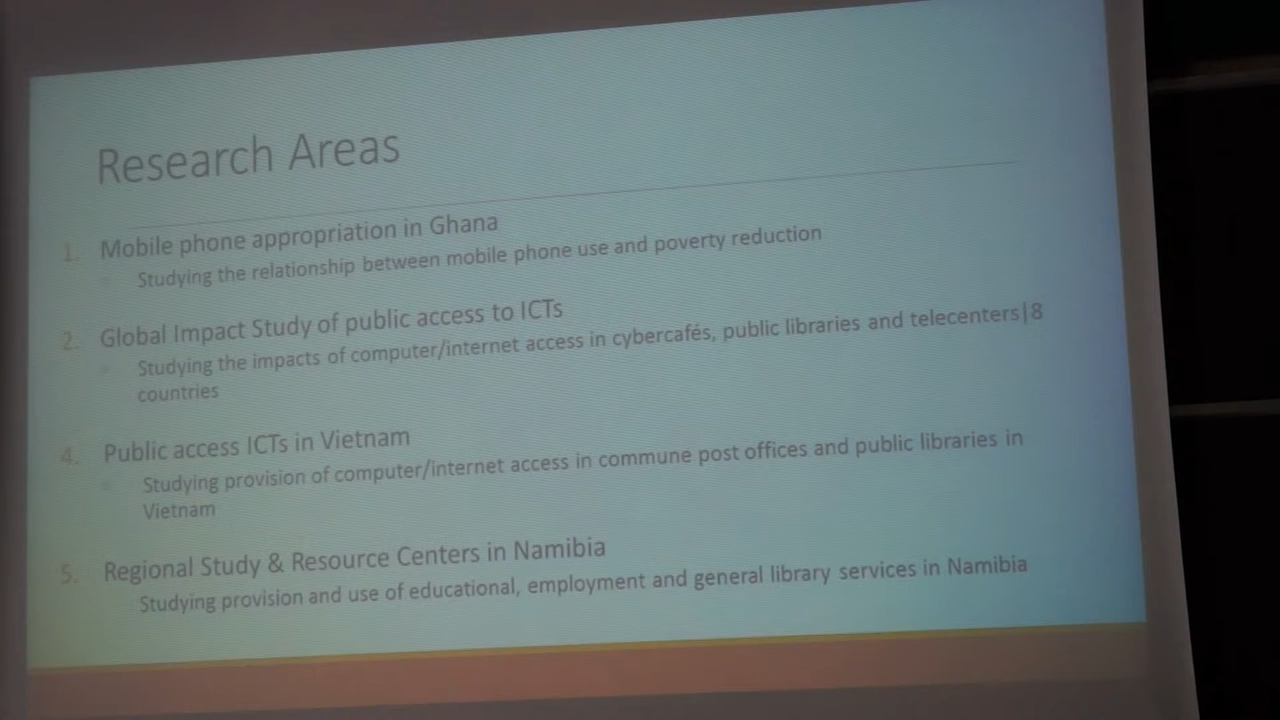 Research Areas
1. Mobile phone appropriation in Ghana
Studying the relationship between mobile phone use and poverty reduction
2. Global Impact Study of public access to ICTs
Studying the impacts of computer/internet access in cybercafés, public libraries and telecenters|8
countries
4. Public access ICTs in Vietnam
Studying provision of computer/internet access in commune post offices and public libraries in
Vietnam
5. Regional Study & Resource Centers in Namibia
Studying provision and use of educational, employment and general library services in Namibia